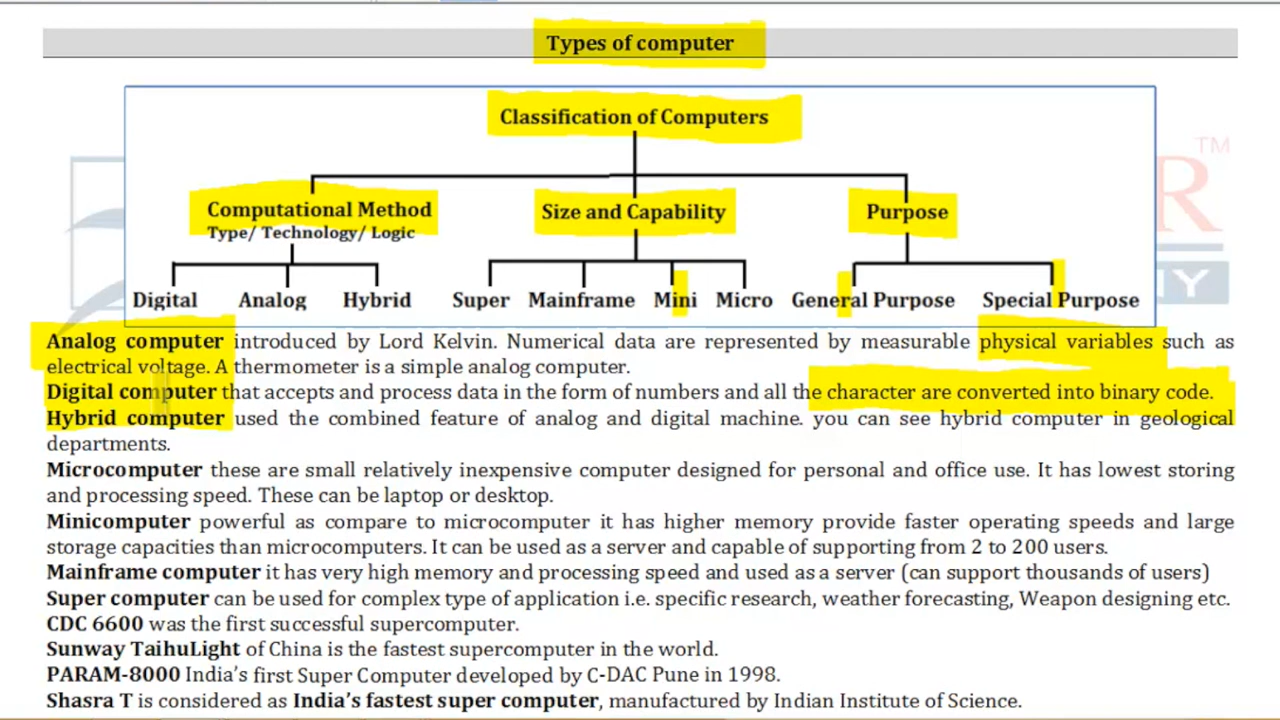 Types of computer
Classification of Computers
Computational Method
Type/ Technology/ Logic
Size and Capability
Purpose
Digital Analog Hybrid Super Mainframe Mini Micro General Purpose Special Purpose
TM
R
Y
Analog computer introduced by Lord Kelvin. Numerical data are represented by measurable physical variables such as
electrical voltage. A thermometer is a simple analog computer.
Digital computer that accepts and process data in the form of numbers and all the character are converted into binary code.
Hybrid computer used the combined feature of analog and digital machine. you can see hybrid computer in geological
departments.
Microcomputer these are small relatively inexpensive computer designed for personal and office use. It has lowest storing
and processing speed. These can be laptop or desktop.
Minicomputer powerful as compare to microcomputer it has higher memory provide faster operating speeds and large
storage capacities than microcomputers. It can be used as a server and capable of supporting from 2 to 200 users.
Mainframe computer it has very high memory and processing speed and used as a server (can support thousands of users)
Super computer can be used for complex type of application i.e. specific research, weather forecasting, Weapon designing etc.
CDC 6600 was the first successful supercomputer.
Sunway TaihuLight of China is the fastest supercomputer in the world.
PARAM-8000 India's first Super Computer developed by C-DAC Pune in 1998.
Shasra T is considered as India's fastest super computer, manufactured by Indian Institute of Science.